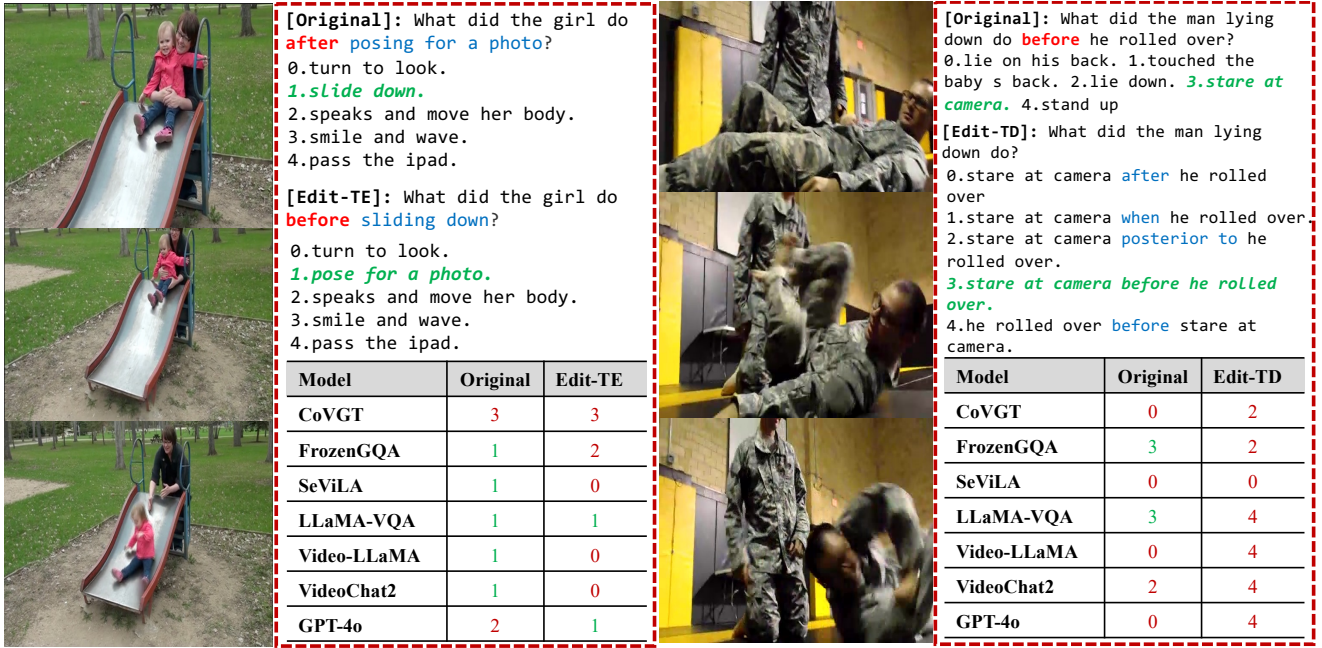 [Original]: What did the girl do
after posing for a photo?
0.turn to look.
1.slide down.
2.speaks and move her body.
3.smile and wave.
4.pass the ipad.
[Edit-TE]: What did the girl do
before sliding down?
0.turn to look.
1.pose for a photo.
2.speaks and move her body.
3.smile and wave.
4.pass the ipad.
Model Original Edit-TE
CoVGT 3 3
FrozenGQA 1 2
SeViLA 1 0
LLaMA-VQA 1 1
Video-LLaMA 1 0
VideoChat2 1 0
GPT-4o 2 1
[Original]: What did the man lying
down do before he rolled over?
0.lie on his back. 1.touched the
baby s back. 2.lie down. 3.stare at
camera. 4.stand up
[Edit-TD]: What did the man lying
down do?
0.stare at camera after he rolled
over
1.stare at camera when he rolled over.
2.stare at camera posterior to he
rolled over.
3.stare at camera before he rolled
over.
4.he rolled over before stare at
camera.
Model Original Edit-TD
CoVGT 0 2
FrozenGQA 3 2
SeViLA 0 0
LLaMA-VQA 3 4
Video-LLaMA 0 4
VideoChat2 2 4
GPT-4o 0 4